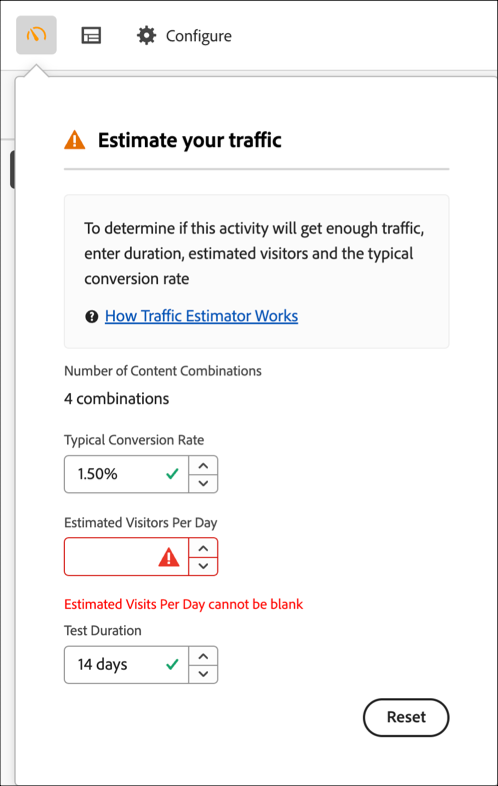 Configure
Estimate your traffic
To determine if this activity will get enough traffic,
enter duration, estimated visitors and the typical
conversion rate
How Traffic Estimator Works
Number of Content Combinations
4 combinations
Typical Conversion Rate
1.50%
Estimated Visitors Per Day
Estimated Visits Per Day cannot be blank
Test Duration
14 days
Reset